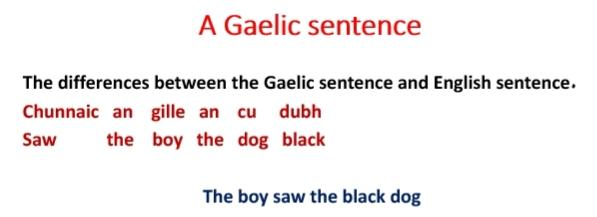 A Gaelic sentence
The differences between the Gaelic sentence and English sentence.
Chunnaic an gille an cu dubh
Saw the boy the dog black
The boy saw the black dog